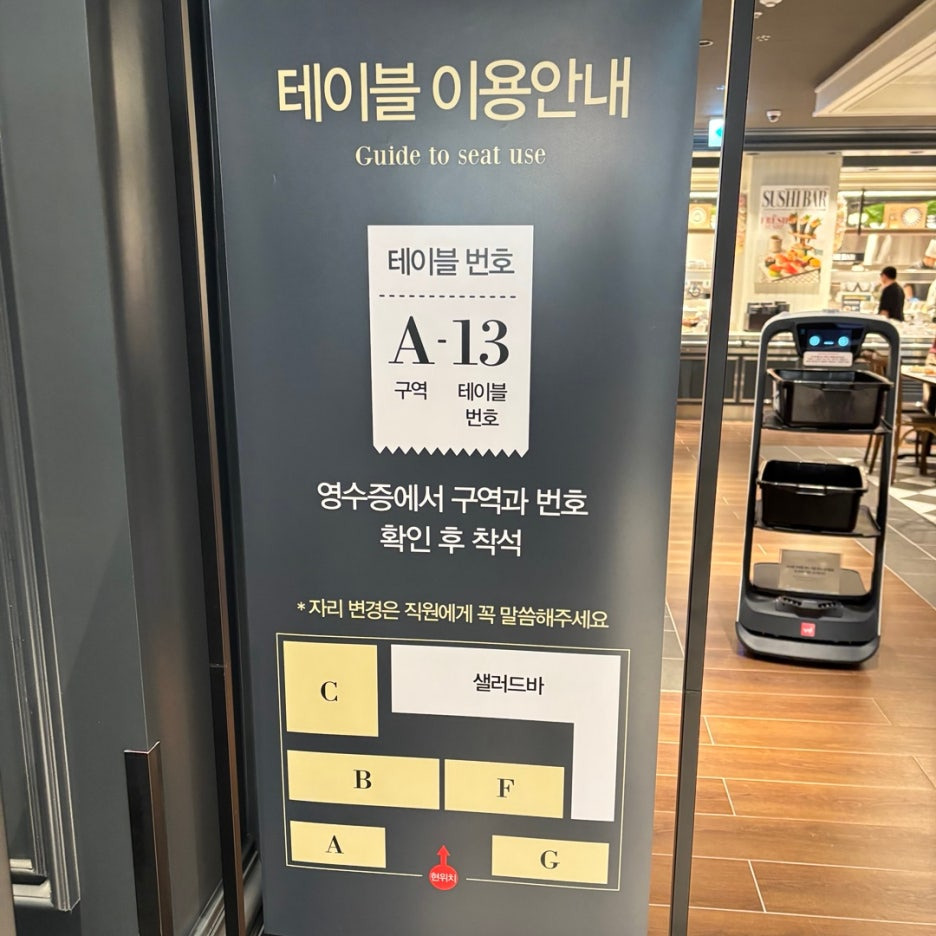 테이블 이용안내
Guide to seat use
테이블 번호
A-13
구역 테이블
번호
영수증에서 구역과 번호
확인 후 착석
* 자리 변경은 직원에게 꼭 말씀해주세요
C
샐러드바
B
F
A
G
현위치
SUSHI BAR
FRESH